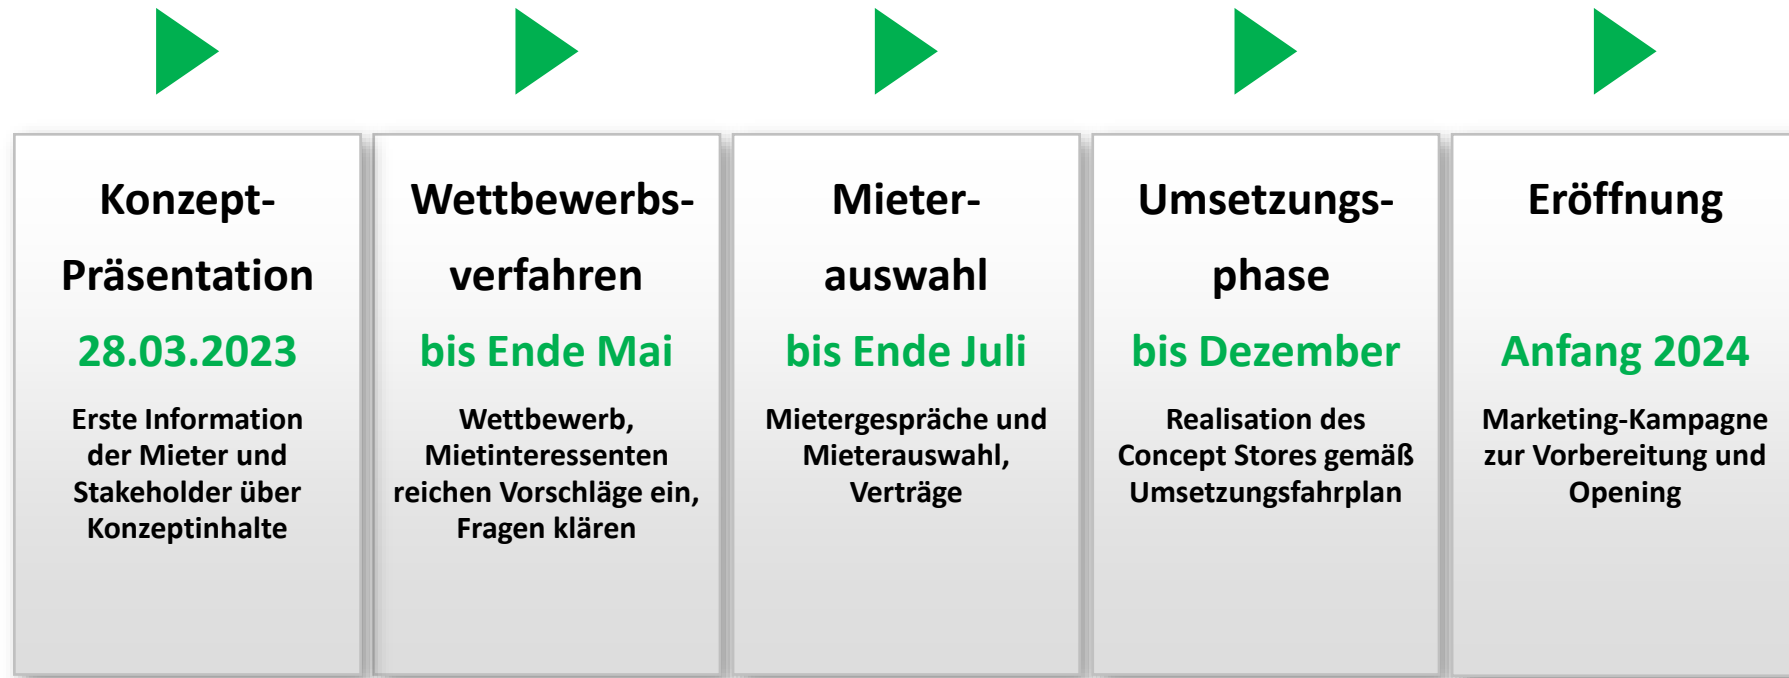 Konzept-
Präsentation
28.03.2023
Erste Information
der Mieter und
Stakeholder über
Konzeptinhalte
Wettbewerbs-
verfahren
bis Ende Mai
Wettbewerb,
Mietinteressenten
reichen Vorschläge ein,
Fragen klären
Mieter-
auswahl
bis Ende Juli
Mietergespräche und
Mieterauswahl,
Verträge
Umsetzungs-
phase
bis Dezember
Realisation des
Concept Stores gemäß
Umsetzungsfahrplan
Eröffnung
Anfang 2024
Marketing-Kampagne
zur Vorbereitung und
Opening